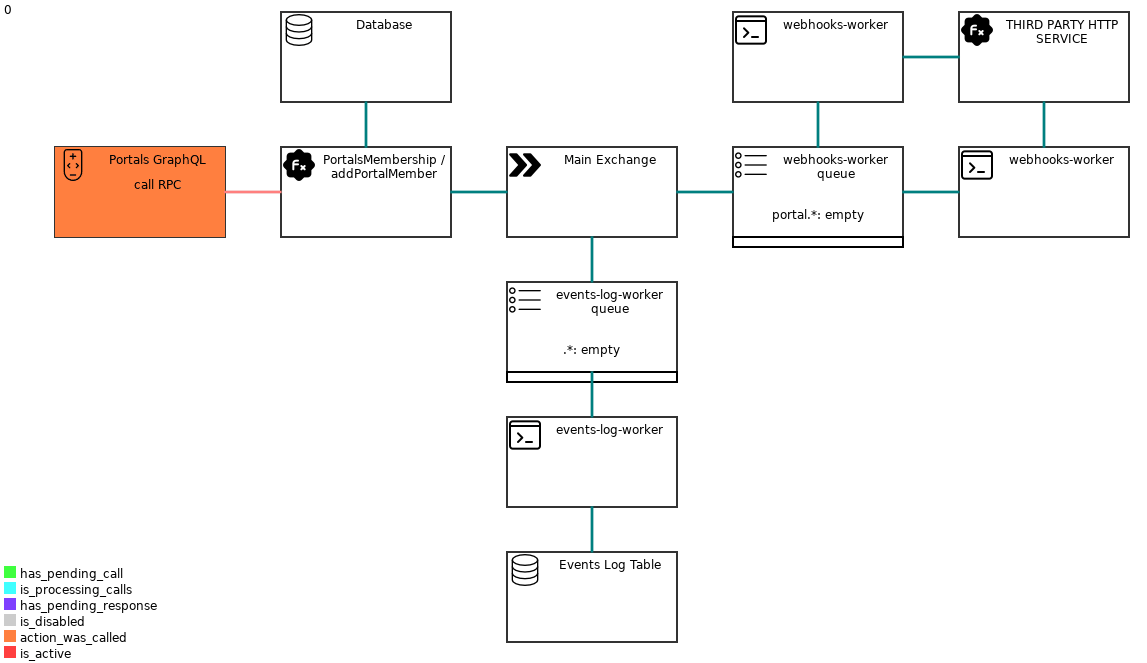 0
Database
webhooks-worker
THIRD PARTY HTTP
SERVICE
Portals GraphQL
call RPC
PortalsMembership /
addPortalMember
Main Exchange
webhooks-worker
queue
portal.*: empty
webhooks-worker
events-log-worker
queue
.*: empty
events-log-worker
Events Log Table
has_pending_call
is_processing_calls
has_pending_response
is_disabled
action_was_called
is_active